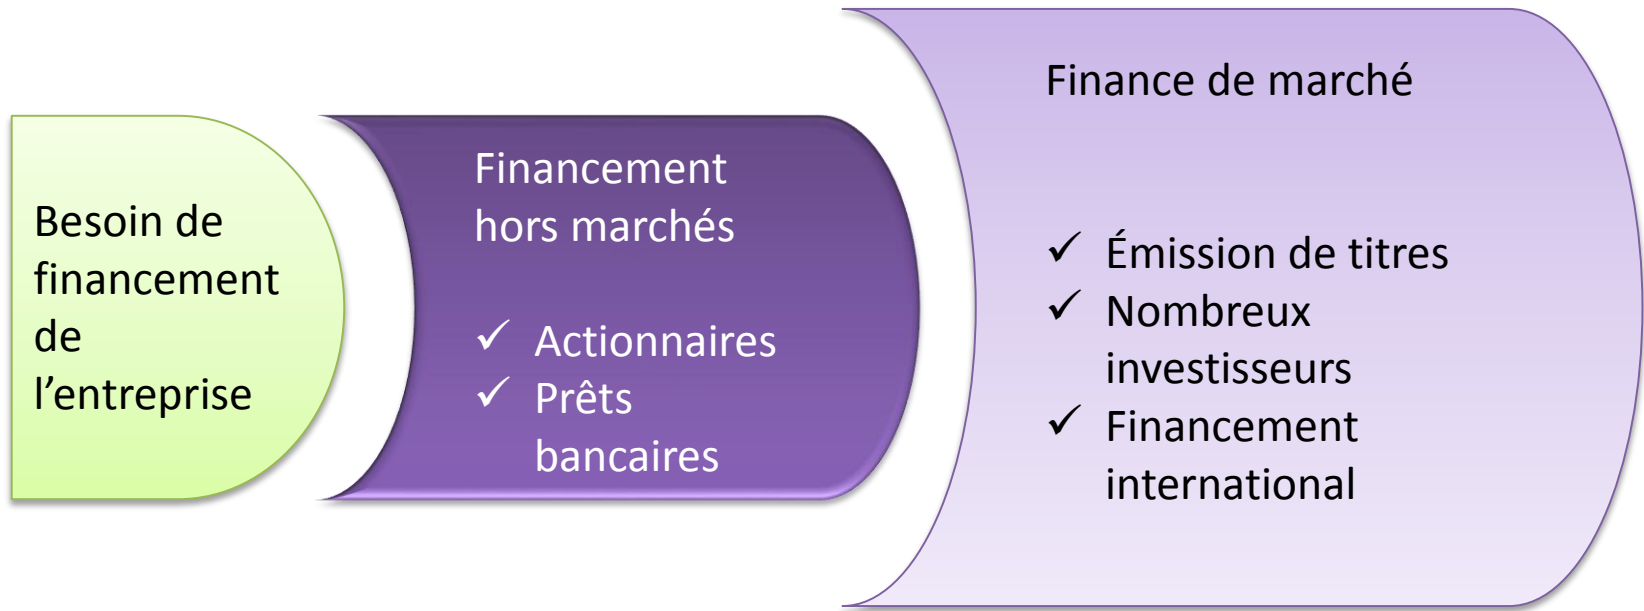 Besoin de
financement
de
l’entreprise
Financement
hors marchés
✓ Actionnaires
✓ Prêts
bancaires
Finance de marché
✓ Émission de titres
✓ Nombreux
investisseurs
✓ Financement
international